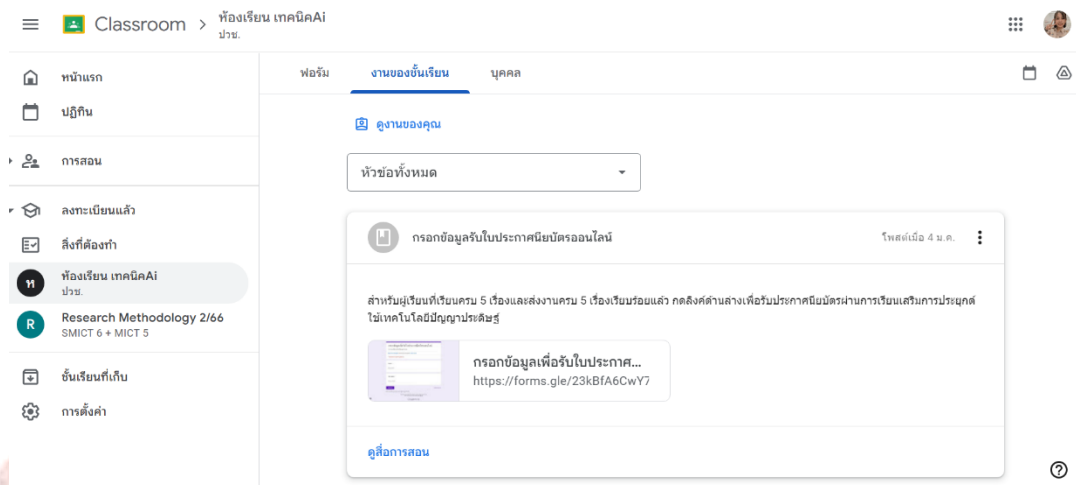 Classroom
ห้องเรียน เทคนิคAi
ปวช.
หน้าแรก
ปฏิทิน
การสอน
ลงทะเบียนแล้ว
สิ่งที่ต้องทำ
ห
ห้องเรียน เทคนิคAi
ปวช.
R
Research Methodology 2/66
SMICT 6 + MICT 5
ชั้นเรียนที่เก็บ
การตั้งค่า
ฟอรัม งานของชั้นเรียน บุคคล
ดูงานของคุณ
หัวข้อทั้งหมด
กรอกข้อมูลรับใบประกาศนียบัตรออนไลน์ โพสต์เมื่อ 4 ม.ค.
สำหรับผู้เรียนที่เรียนครบ 5 เรื่องและส่งงานครบ 5 เรื่องเรียบร้อยแล้ว กดลิงค์ด้านล่างเพื่อรับประกาศนียบัตรผ่านการเรียนเสริมการประยุกต์
ใช้เทคโนโลยีปัญญาประดิษฐ์
กรอกข้อมูลเพื่อรับใบประกาศ...
https://forms.gle/23kBfA6CwY7
ดูสื่อการสอน